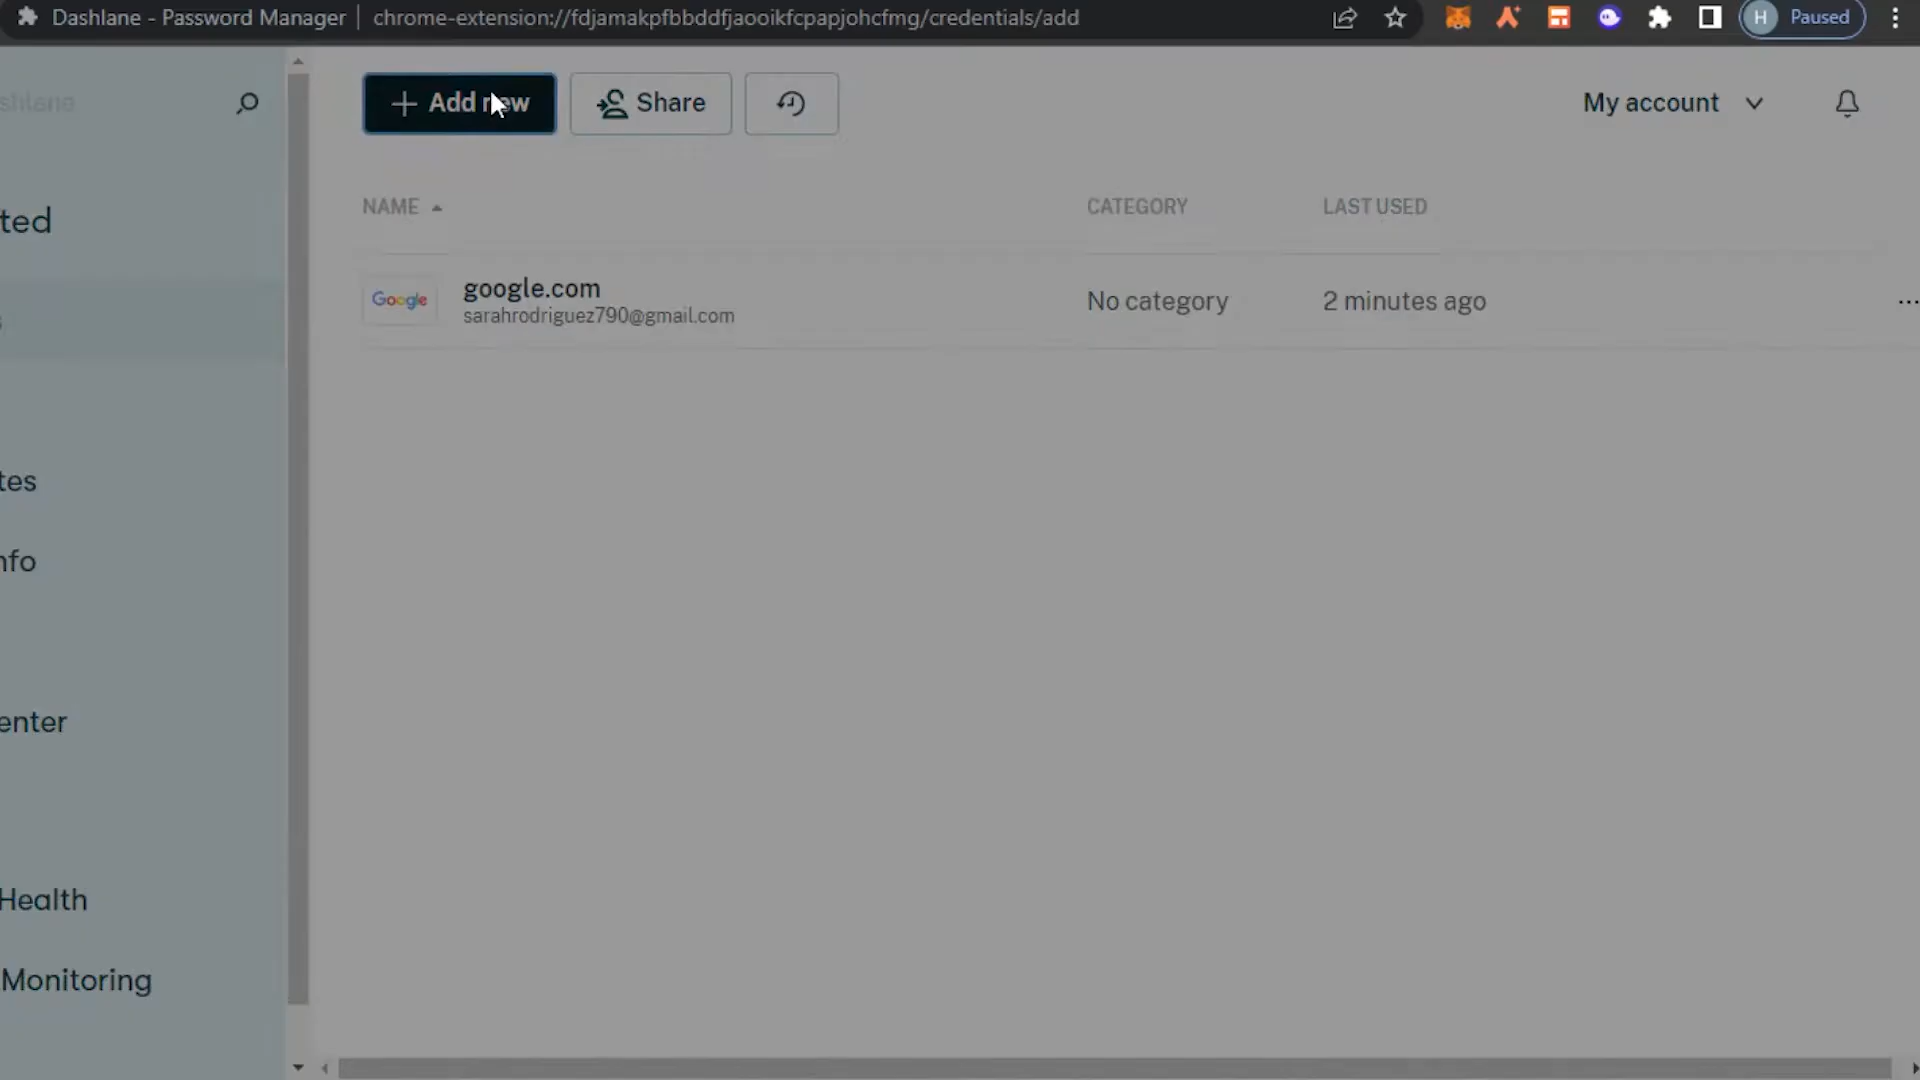 Dashlane - Password Manager
chrome-extension://fdjamakpfbbddfjaooikfcpapjohcfmg/credentials/add
H
Paused
shlane
Add new
Share
My account
ted
NAME
CATEGORY
LAST USED
s
Google
google.com
sarahrodriguez790@gmail.com
No category
2 minutes ago
...
tes
nfo
enter
Health
Monitoring